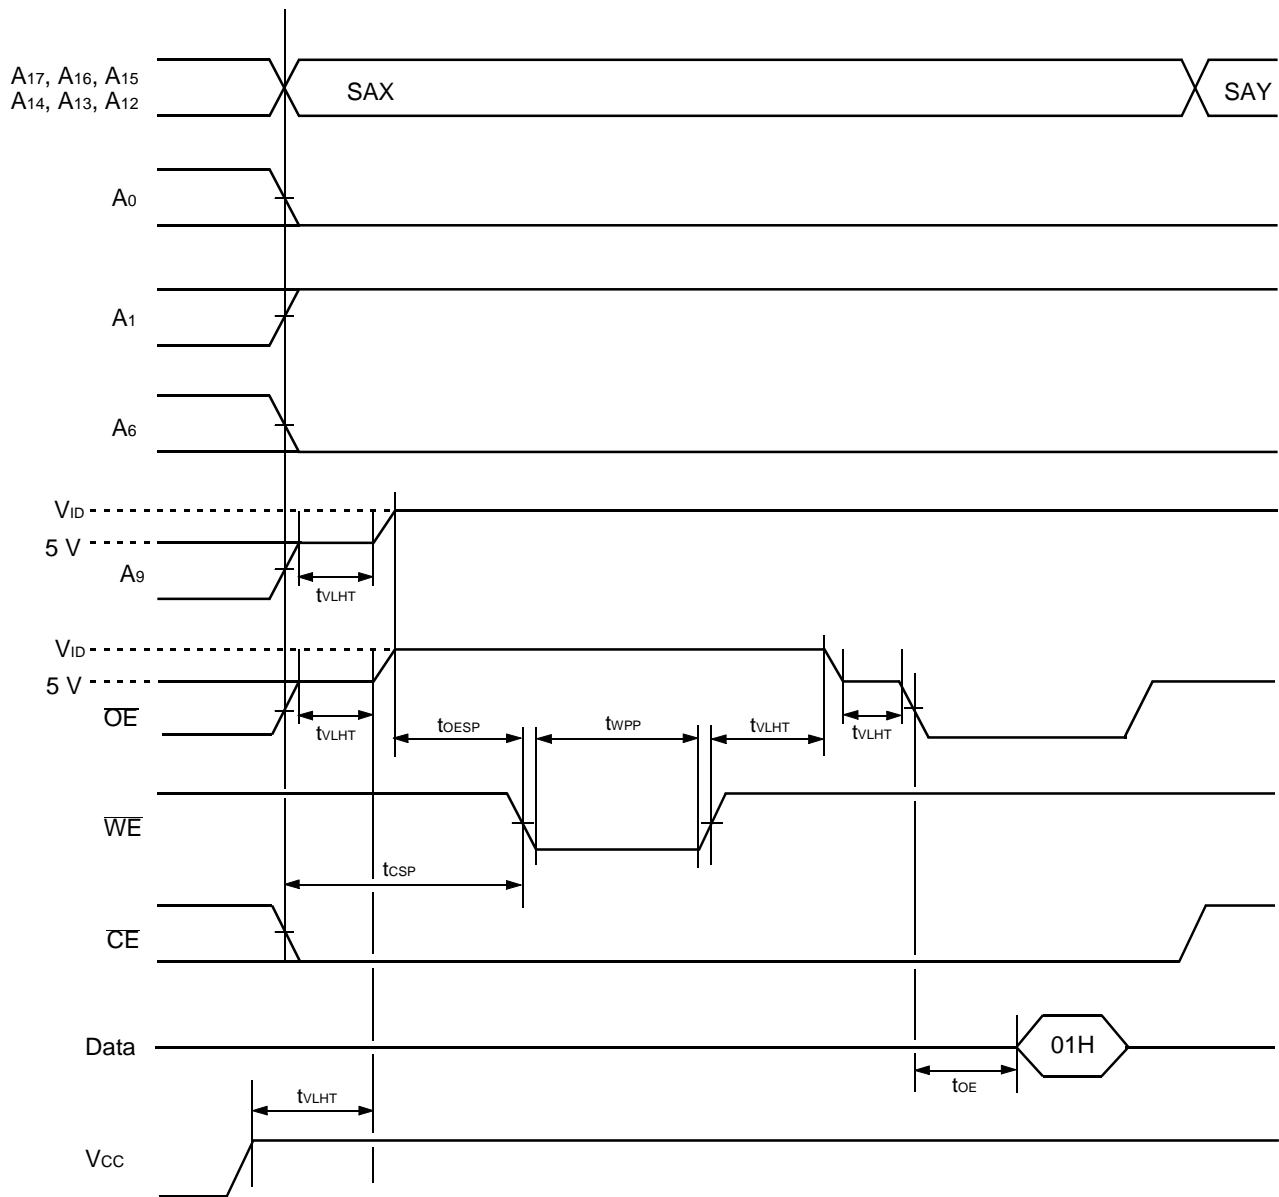 A17, A16, A15
A14, A13, A12
SAX
SAY
A0
A1
A6
VID
5 V
A9
tVLHT
VID
5 V
OE
tVLHT
tOESP
tWPP
tVLHT
tVLHT
WE
tCSP
CE
Data
01H
tOE
tVLHT
VCC